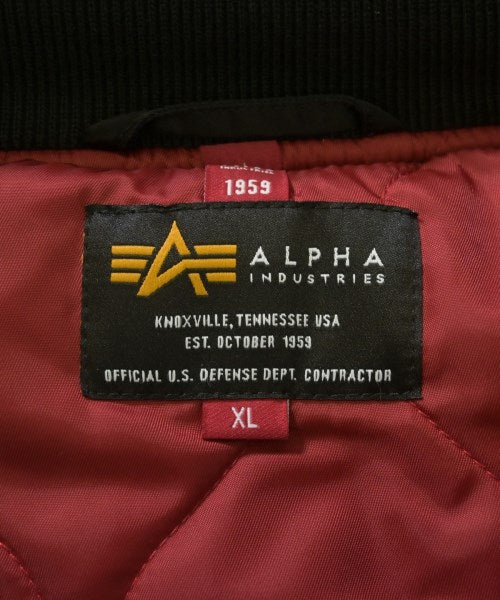 1959
ALPHA
INDUSTRIES
KNOXVILLE, TENNESSEE USA
EST. OCTOBER 1959
OFFICIAL U.S. DEFENSE DEPT. CONTRACTOR
XL